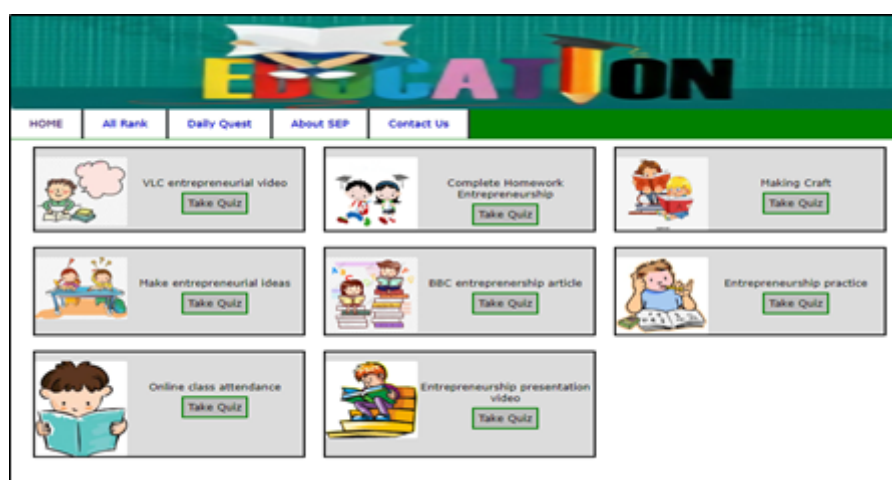 EDUCATION
HOME All Rank Daily Quest About SEP Contact Us
VLC entrepreneurial video
Take Quiz
Complete Homework
Entrepreneurship
Take Quiz
Making Craft
Take Quiz
Make entrepreneurial ideas
Take Quiz
BBC entreprenership article
Take Quiz
Entrepreneurship practice
Take Quiz
Online class attendance
Take Quiz
Entrepreneurship presentation
video
Take Quiz